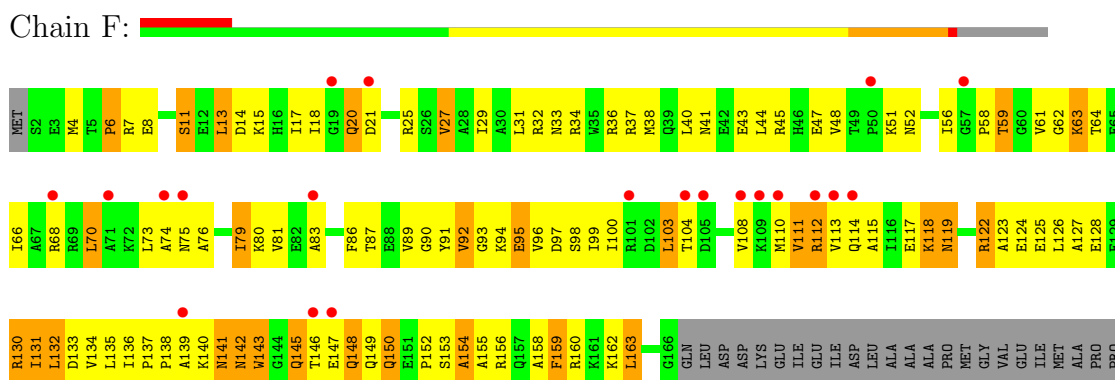 Chain F:
MET S2 E3 M4 T5 P6 R7 E8 S11 E12 L13 D14 K15 H16 I17 I18 G19 Q20 D21 R25 S26 V27 A28 I29 A30 L31 R32 N33 R34 W35 R36 R37 M38 Q39 L40 N41 E42 E43 L44 R45 H46 E47 V48 T49 P50 K51 N52 I56 G57 P58 T59 G60 V61 G62 K63 T64 E65
I66 A67 R68 R69 L70 A71 K72 L73 A74 N75 A76 I79 K80 V81 E82 A83 F86 T87 E88 V89 G90 Y91 V92 G93 K94 E95 V96 D97 S98 I99 I100 R101 D102 L103 T104 D105 V108 K109 M110 V111 R112 V113 Q114 A115 I116 E117 K118 N119 R122 A123 E124 E125 L126 A127 E128 E129
R130 I131 L132 D133 V134 L135 I136 P137 P138 A139 K140 N141 N142 W143 G144 Q145 T146 E147 Q148 Q149 Q150 E151 P152 S153 A154 A155 R156 Q157 A158 F159 R160 K161 K162 L163 G166 GLN LEU ASP ASP LYS GLU ILE GLU ILE ASP LEU ALA ALA ALA PRO MET GLY VAL GLU ILE MET ALA PRO PRO